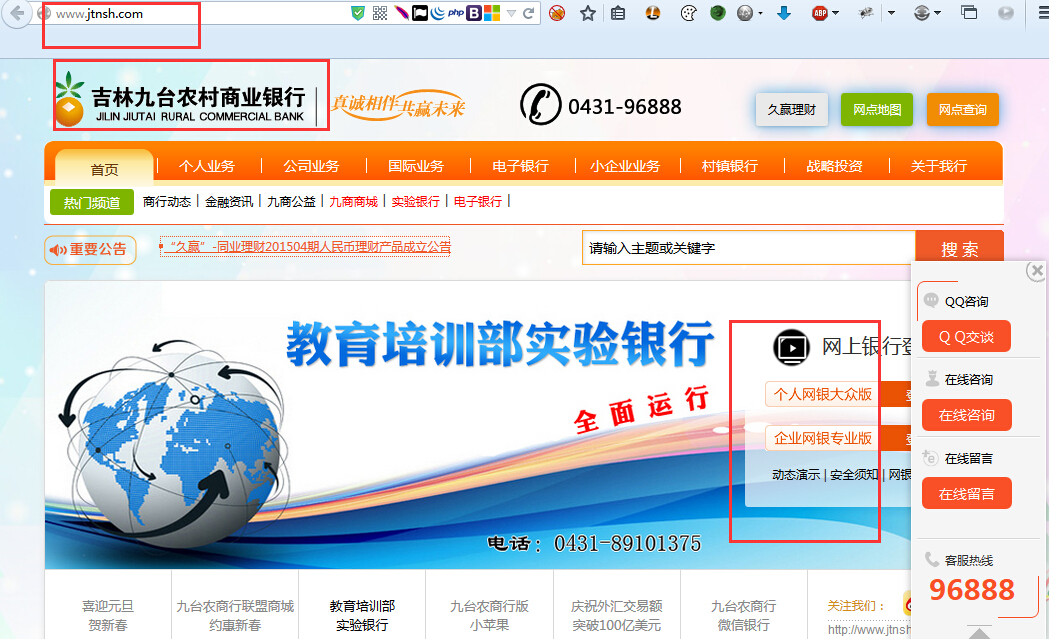 www.jtnsh.com
php
B
ABP
吉林九台农村商业银行
JILIN JIUTAI RURAL COMMERCIAL BANK
真诚相伴共赢未来
0431-96888
久赢理财
网点地图
网点查询
首页
个人业务
公司业务
国际业务
电子银行
小企业业务
村镇银行
战略投资
关于我行
热门频道
商行动态 | 金融资讯 | 九商公益 | 九商商城 | 实验银行 | 电子银行 |
重要公告
“久赢”-同业理财201504期人民币理财产品成立公告
请输入主题或关键字
搜 索
QQ咨询
Q Q交谈
在线咨询
在线咨询
在线留言
在线留言
客服热线
96888
教育培训部实验银行
全面运行
电话：0431-89101375
网上银行登
个人网银大众版
企业网银专业版
动态演示 | 安全须知 | 网银
喜迎元旦
贺新春
九台农商行联盟商城
约惠新春
教育培训部
实验银行
九台农商行版
小苹果
庆祝外汇交易额
突破100亿美元
九台农商行
微信银行
关注我们：
http://www.jtnsh